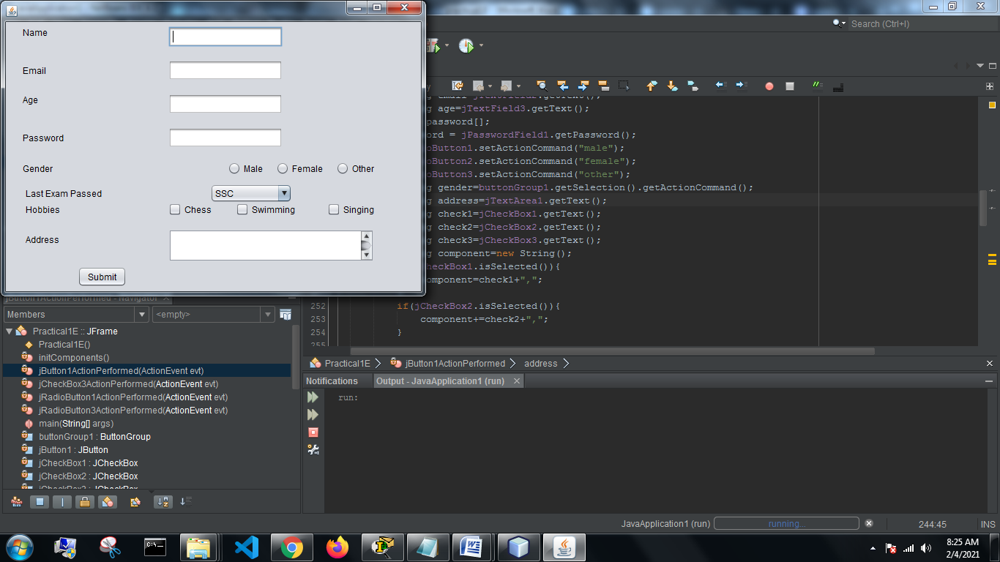 Name
Email
Age
Password
Gender
Male
Female
Other
Last Exam Passed
SSC
Hobbies
Chess
Swimming
Singing
Address
Submit
Search (Ctrl+I)
g age=jTextField3.getText();
password[];
ord = jPasswordField1.getPassword();
oButton1.setActionCommand("male");
oButton2.setActionCommand("female");
oButton3.setActionCommand("other");
g gender=buttonGroup1.getSelection().getActionCommand();
g address=jTextArea1.getText();
g check1=jCheckBox1.getText();
g check2=jCheckBox2.getText();
g check3=jCheckBox3.getText();
g component=new String();
heckBox1.isSelected()){
omponent=check1+",";
252 if(jCheckBox2.isSelected()){
253 component+=check2+",";
254 }
255
jButton1ActionPerformed - Navigator
Members
<empty>
Practical1E :: JFrame
Practical1E()
initComponents()
jButton1ActionPerformed(ActionEvent evt)
jCheckBox3ActionPerformed(ActionEvent evt)
jRadioButton1ActionPerformed(ActionEvent evt)
jRadioButton3ActionPerformed(ActionEvent evt)
main(String[] args)
buttonGroup1 : ButtonGroup
jButton1 : JButton
jCheckBox1 : JCheckBox
jCheckBox2 : JCheckBox
jCheckBox3 : JCheckBox
Practical1E
jButton1ActionPerformed
address
Notifications
Output - JavaApplication1 (run)
run:
JavaApplication1 (run)
running...
244:45
INS
8:25 AM
2/4/2021